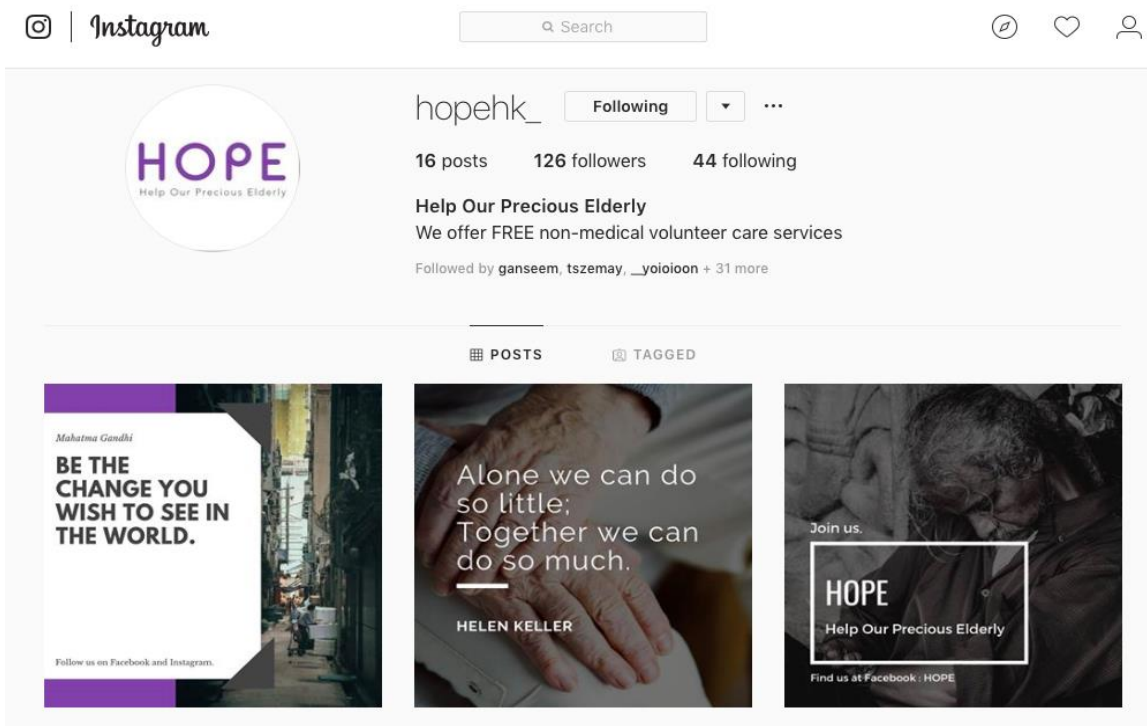 Instagram
Search
HOPE
Help Our Precious Elderly
hopehk_ Following ...
16 posts 126 followers 44 following
Help Our Precious Elderly
We offer FREE non-medical volunteer care services
Followed by ganseem, tszemay, __yoioioon + 31 more
POSTS TAGGED
Mahatma Gandhi
BE THE
CHANGE YOU
WISH TO SEE IN
THE WORLD.
Follow us on Facebook and Instagram.
Alone we can do
so little;
Together we can
do so much.
HELEN KELLER
Join us.
HOPE
Help Our Precious Elderly
Find us at Facebook : HOPE